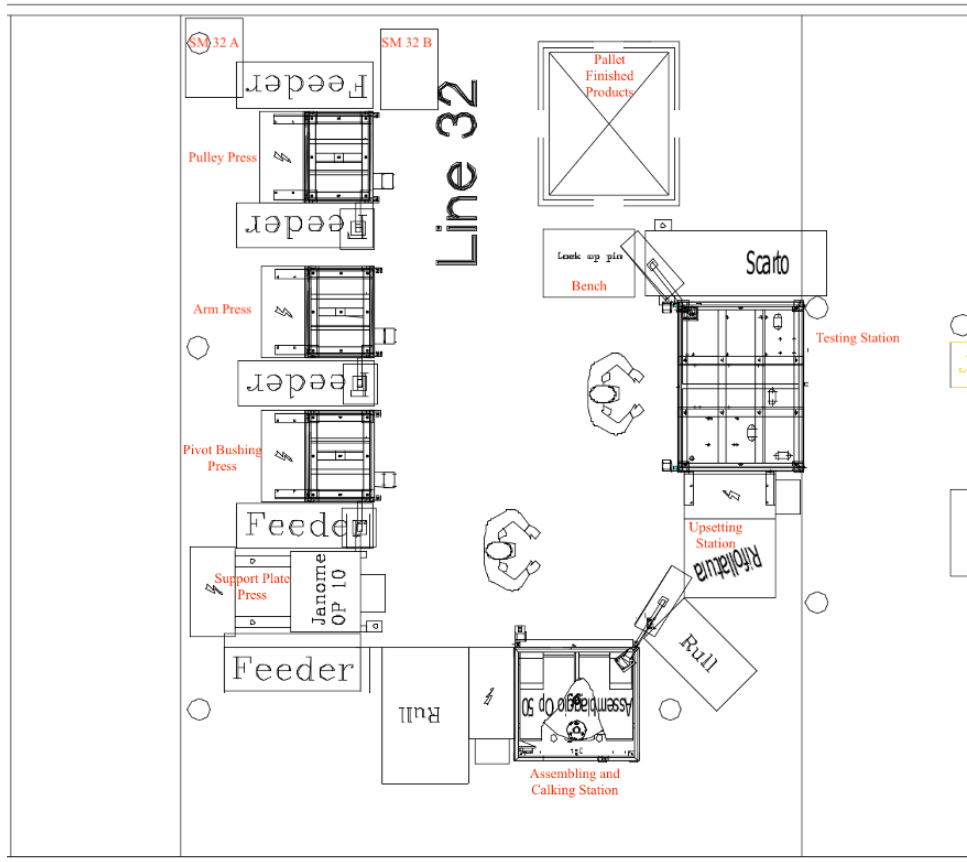 SM 32 A
SM 32 B
Feeder
Pallet
Finished
Products
Line 32
Pulley Press
Feeder
Look up pin
Bench
Scarto
Arm Press
Testing Station
Feeder
Pivot Bushing
Press
Feeder
Upsetting
Station
Rifollatura
Support Plate
Press
Janome
OP 10
Feeder
Rull
Rull
Assemblaggio Op 50
Assembling and
Calking Station